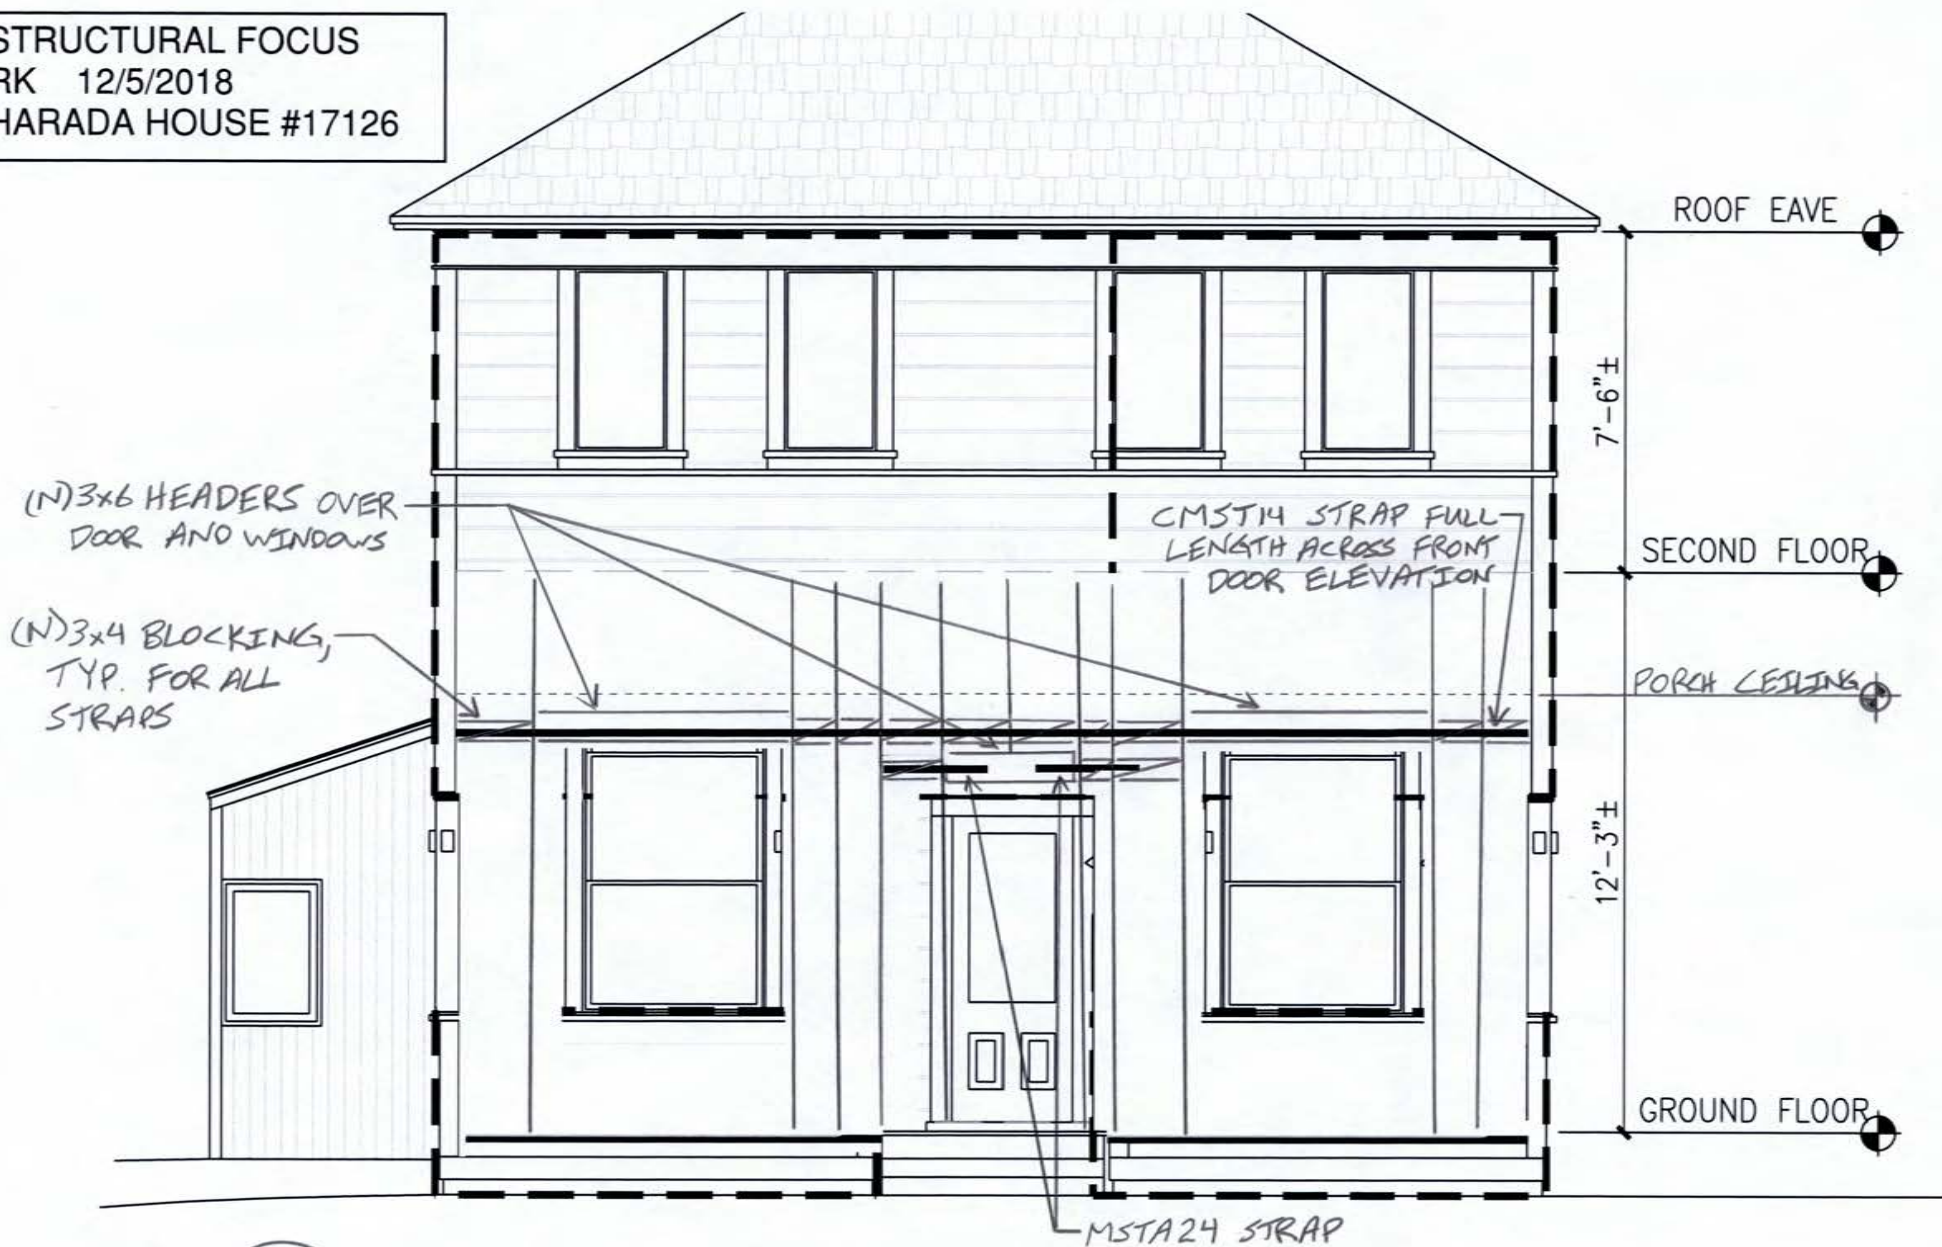 STRUCTURAL FOCUS
RK 12/5/2018
HARADA HOUSE #17126
ROOF EAVE
7'-6"±
(N)3x6 HEADERS OVER
DOOR AND WINDOWS
CMST14 STRAP FULL
LENGTH ACROSS FRONT
DOOR ELEVATION
SECOND FLOOR
(N)3x4 BLOCKING,
TYP. FOR ALL
STRAPS
PORCH CEILING
12'-3"±
GROUND FLOOR
MSTA24 STRAP